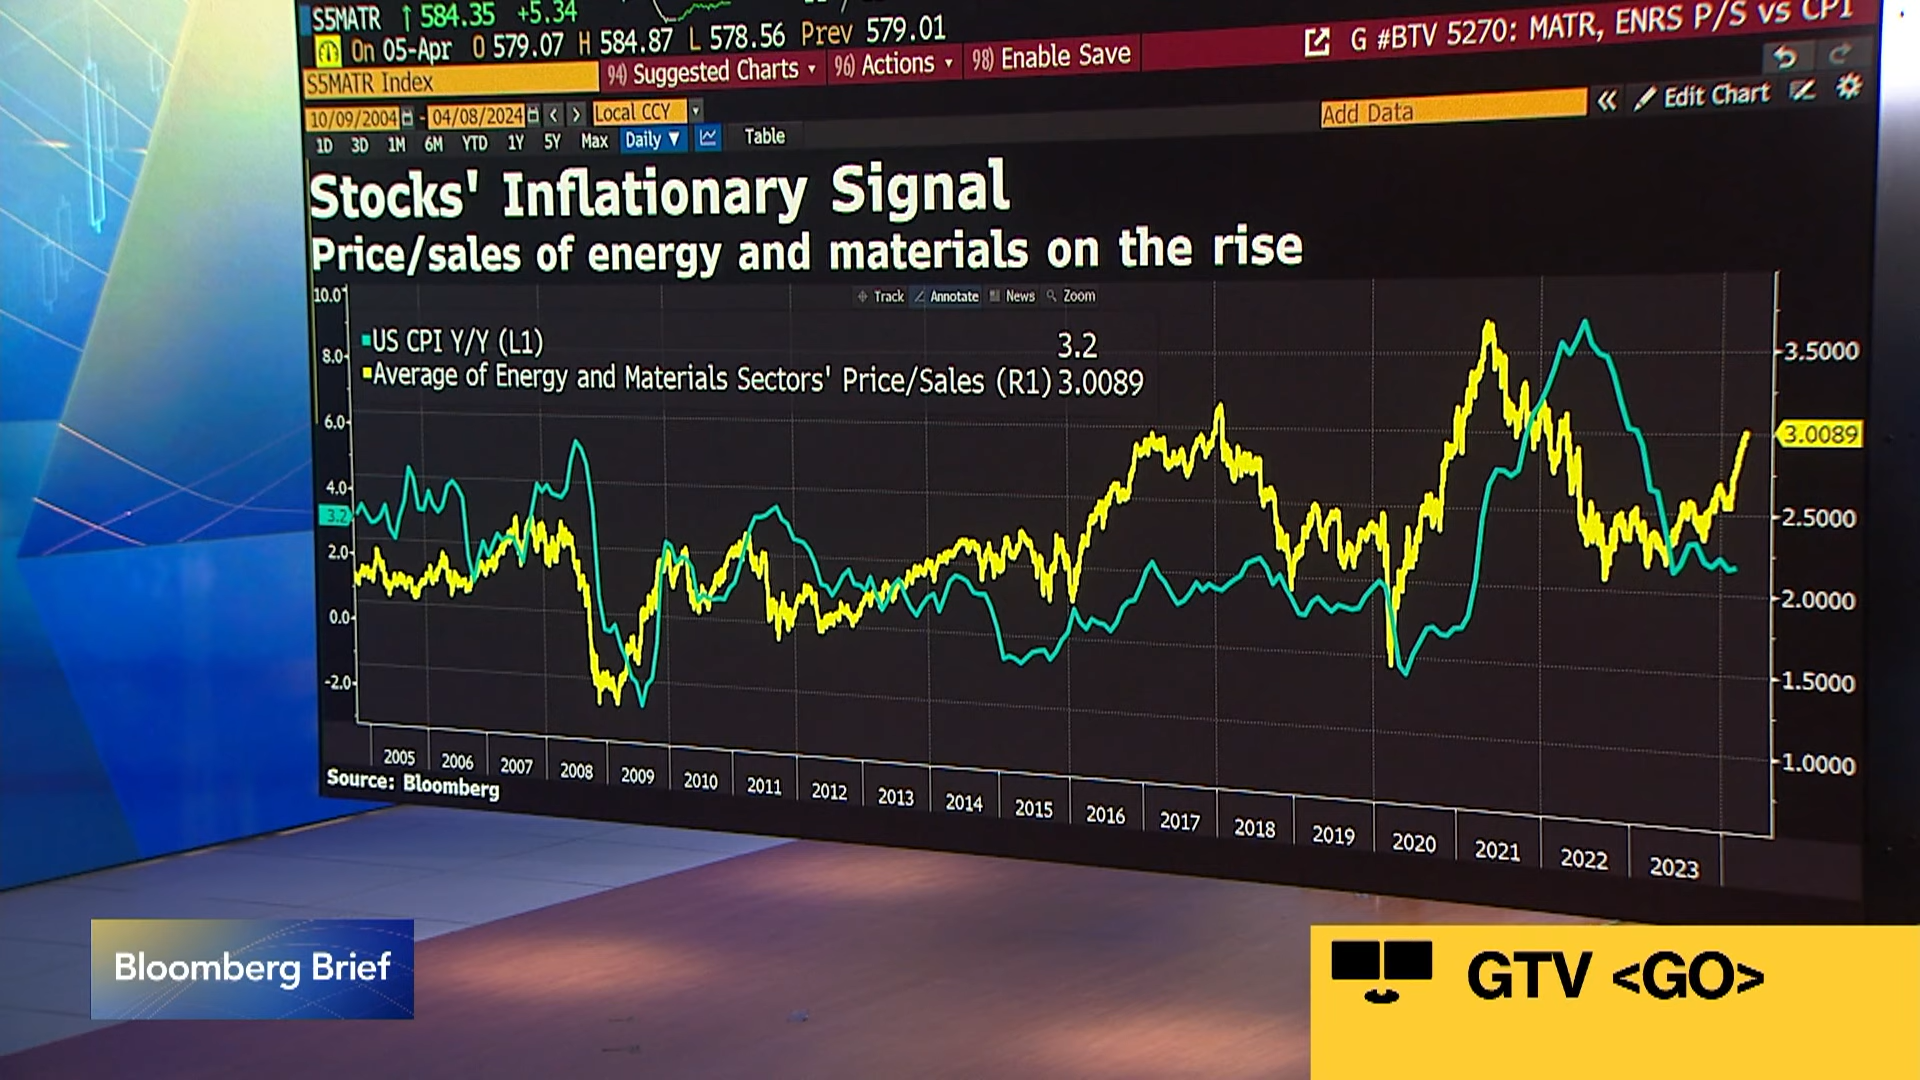 S5MATR ↑ 584.35 +5.34
On 05-Apr O 579.07 H 584.87 L 578.56 Prev 579.01
S5MATR Index 94) Suggested Charts 96) Actions 98) Enable Save G #BTV 5270: MATR, ENRS P/S vs CPI
10/09/2004 - 04/08/2024 Local CCY Add Data « Edit Chart
1D 3D 1M 6M YTD 1Y 5Y Max Daily ▼ Table
Stocks' Inflationary Signal
Price/sales of energy and materials on the rise
Track Annotate News Zoom
US CPI Y/Y (L1) 3.2
Average of Energy and Materials Sectors' Price/Sales (R1) 3.0089
10.0
8.0
6.0
4.0
3.2
2.0
0.0
-2.0
3.5000
3.0089
2.5000
2.0000
1.5000
1.0000
2005 2006 2007 2008 2009 2010 2011 2012 2013 2014 2015 2016 2017 2018 2019 2020 2021 2022 2023
Source: Bloomberg
Bloomberg Brief
GTV <GO>